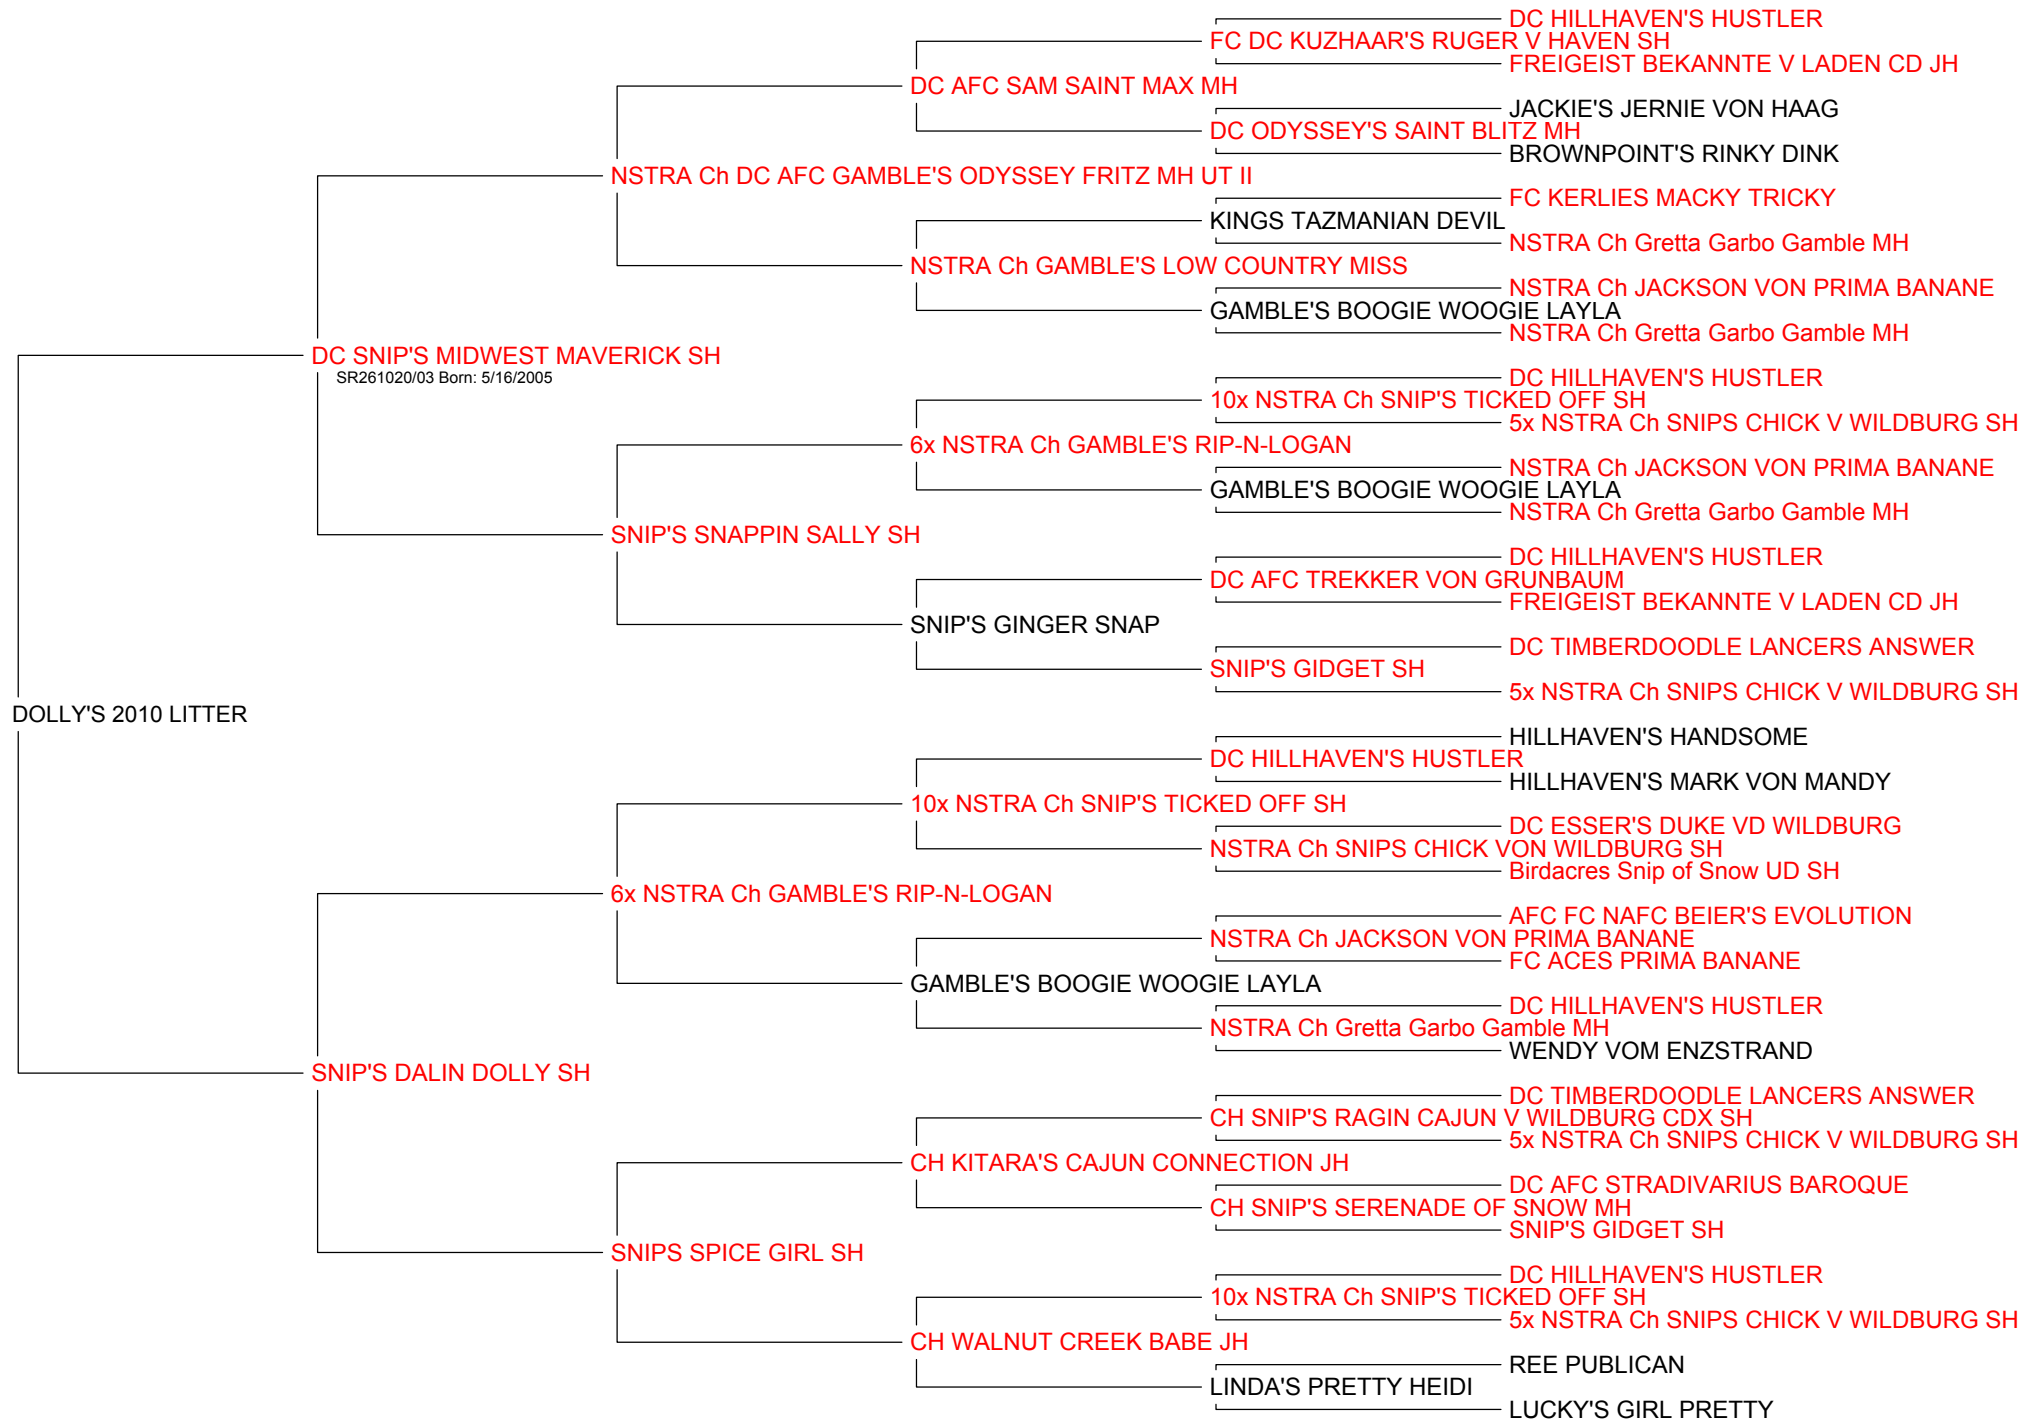 DC HILLHAVEN'S HUSTLER
FC DC KUZHAAR'S RUGER V HAVEN SH
FREIGEIST BEKANNTE V LADEN CD JH
DC AFC SAM SAINT MAX MH
JACKIE'S JERNIE VON HAAG
DC ODYSSEY'S SAINT BLITZ MH
BROWNPOINT'S RINKY DINK
NSTRA Ch DC AFC GAMBLE'S ODYSSEY FRITZ MH UT II
FC KERLIES MACKY TRICKY
KINGS TAZMANIAN DEVIL
NSTRA Ch Gretta Garbo Gamble MH
NSTRA Ch GAMBLE'S LOW COUNTRY MISS
NSTRA Ch JACKSON VON PRIMA BANANE
GAMBLE'S BOOGIE WOOGIE LAYLA
NSTRA Ch Gretta Garbo Gamble MH
DC SNIP'S MIDWEST MAVERICK SH
SR261020/03 Born: 5/16/2005
DC HILLHAVEN'S HUSTLER
10x NSTRA Ch SNIP'S TICKED OFF SH
5x NSTRA Ch SNIPS CHICK V WILDBURG SH
6x NSTRA Ch GAMBLE'S RIP-N-LOGAN
NSTRA Ch JACKSON VON PRIMA BANANE
GAMBLE'S BOOGIE WOOGIE LAYLA
NSTRA Ch Gretta Garbo Gamble MH
SNIP'S SNAPPIN SALLY SH
DC HILLHAVEN'S HUSTLER
DC AFC TREKKER VON GRUNBAUM
FREIGEIST BEKANNTE V LADEN CD JH
SNIP'S GINGER SNAP
DC TIMBERDOODLE LANCERS ANSWER
SNIP'S GIDGET SH
5x NSTRA Ch SNIPS CHICK V WILDBURG SH
DOLLY'S 2010 LITTER
HILLHAVEN'S HANDSOME
DC HILLHAVEN'S HUSTLER
HILLHAVEN'S MARK VON MANDY
10x NSTRA Ch SNIP'S TICKED OFF SH
DC ESSER'S DUKE VD WILDBURG
NSTRA Ch SNIPS CHICK VON WILDBURG SH
Birdacres Snip of Snow UD SH
6x NSTRA Ch GAMBLE'S RIP-N-LOGAN
AFC FC NAFC BEIER'S EVOLUTION
NSTRA Ch JACKSON VON PRIMA BANANE
FC ACES PRIMA BANANE
GAMBLE'S BOOGIE WOOGIE LAYLA
DC HILLHAVEN'S HUSTLER
NSTRA Ch Gretta Garbo Gamble MH
WENDY VOM ENZSTRAND
SNIP'S DALIN DOLLY SH
DC TIMBERDOODLE LANCERS ANSWER
CH SNIP'S RAGIN CAJUN V WILDBURG CDX SH
5x NSTRA Ch SNIPS CHICK V WILDBURG SH
CH KITARA'S CAJUN CONNECTION JH
DC AFC STRADIVARIUS BAROQUE
CH SNIP'S SERENADE OF SNOW MH
SNIP'S GIDGET SH
SNIPS SPICE GIRL SH
DC HILLHAVEN'S HUSTLER
10x NSTRA Ch SNIP'S TICKED OFF SH
5x NSTRA Ch SNIPS CHICK V WILDBURG SH
CH WALNUT CREEK BABE JH
REE PUBLICAN
LINDA'S PRETTY HEIDI
LUCKY'S GIRL PRETTY